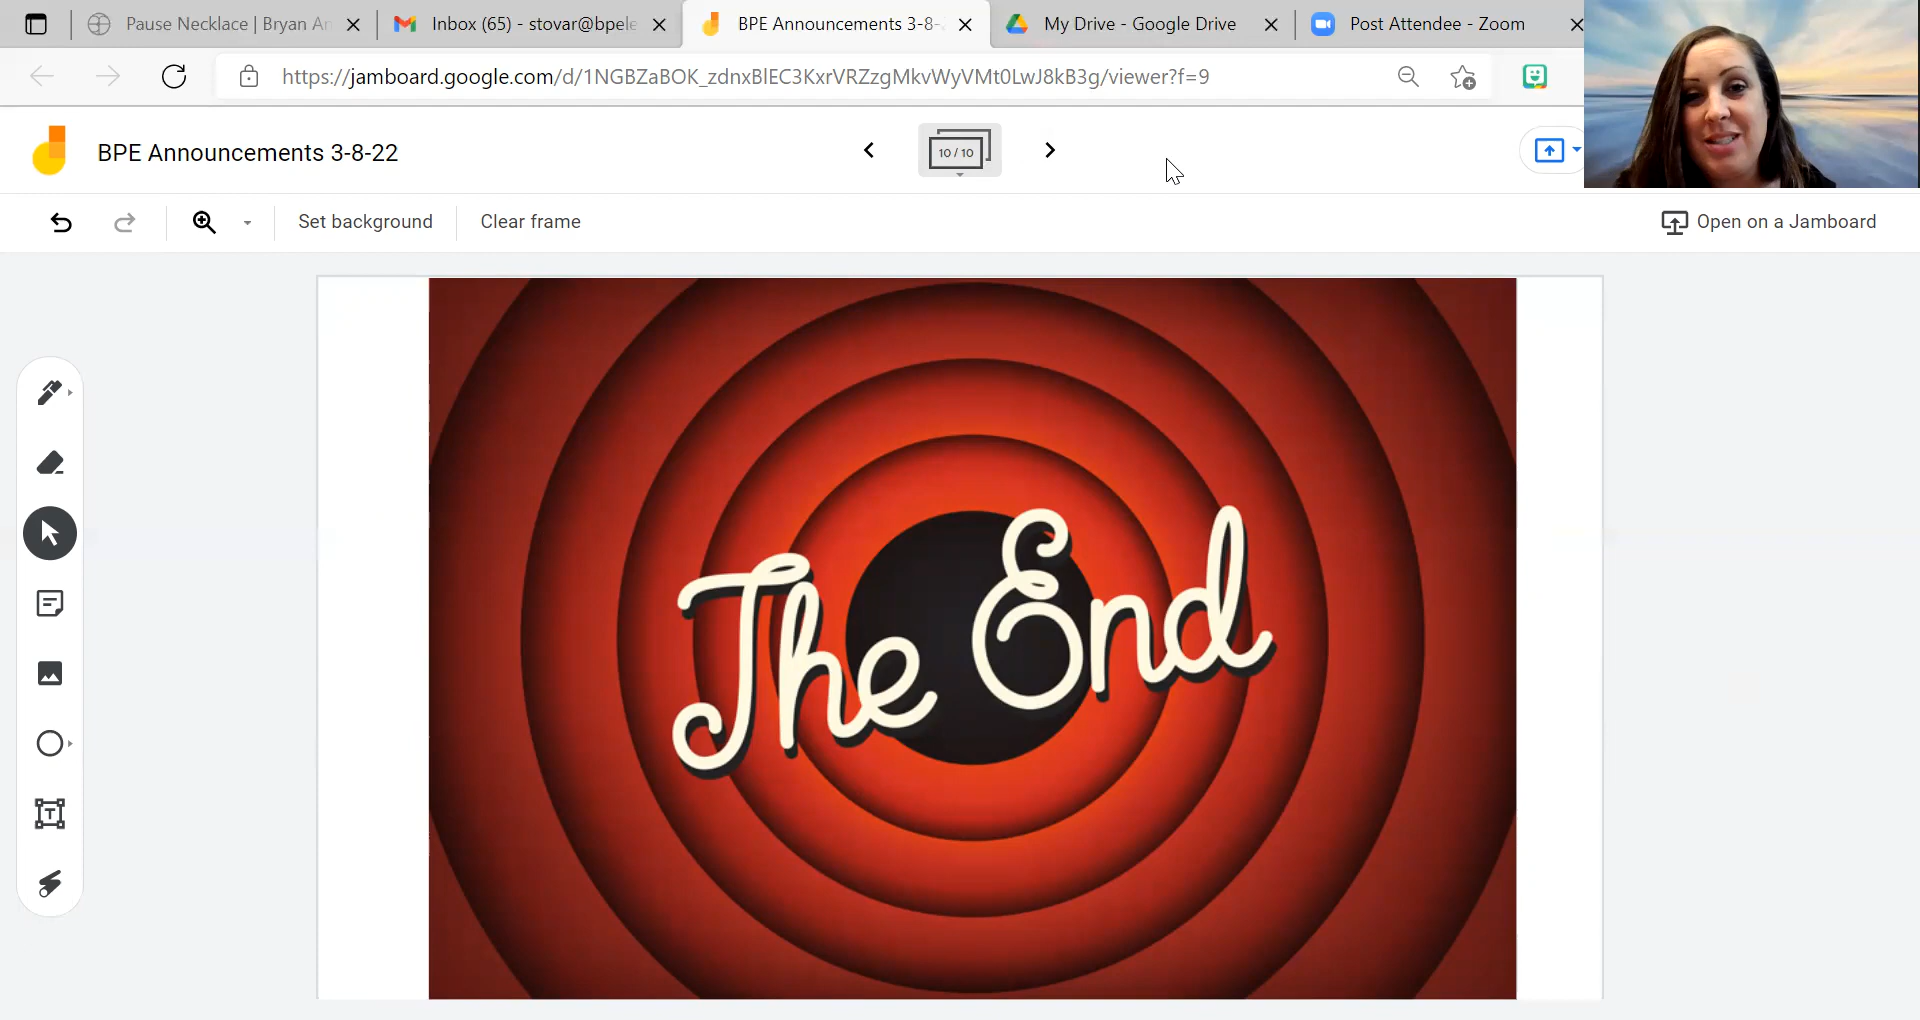 Pause Necklace | Bryan An
Inbox (65) - stovar@bpele
BPE Announcements 3-8-
My Drive - Google Drive
Post Attendee - Zoom
https://jamboard.google.com/d/1NGBZaBOK_zdnxBlEC3KxrVRZzgMkvWyVMt0LwJ8kB3g/viewer?f=9
BPE Announcements 3-8-22
10 / 10
Set background
Clear frame
Open on a Jamboard
The End